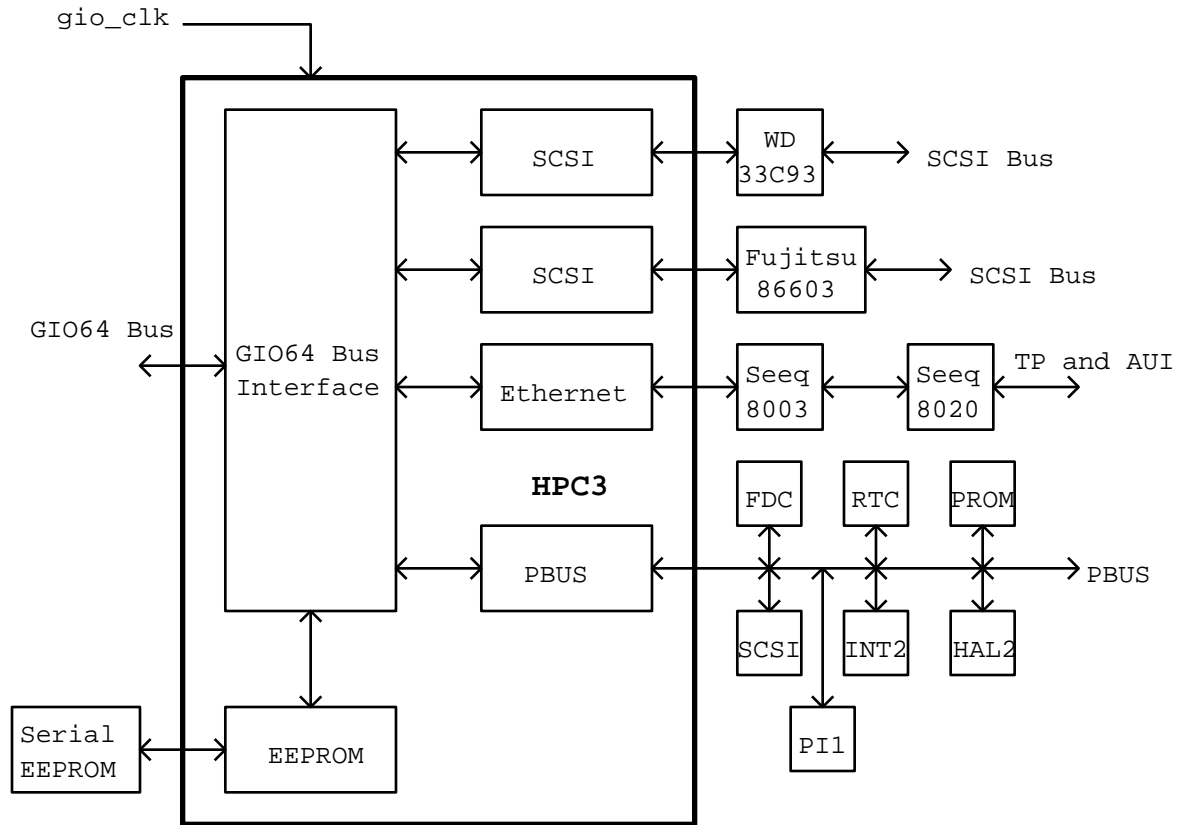 gio_clk
WD
33C93
SCSI
SCSI Bus
Fujitsu
86603
SCSI
SCSI Bus
GIO64 Bus
GIO64 Bus
Interface
Ethernet
Seeq
8003
Seeq
8020
TP and AUI
HPC3
FDC
RTC
PROM
PBUS
PBUS
SCSI
INT2
HAL2
Serial
EEPROM
EEPROM
PI1